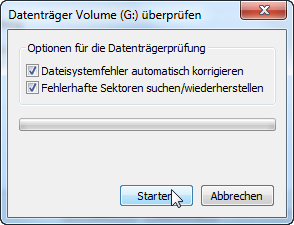 Datenträger Volume (G:) überprüfen
Optionen für die Datenträgerprüfung
Dateisystemfehler automatisch korrigieren
Fehlerhafte Sektoren suchen/wiederherstellen
Starten
Abbrechen